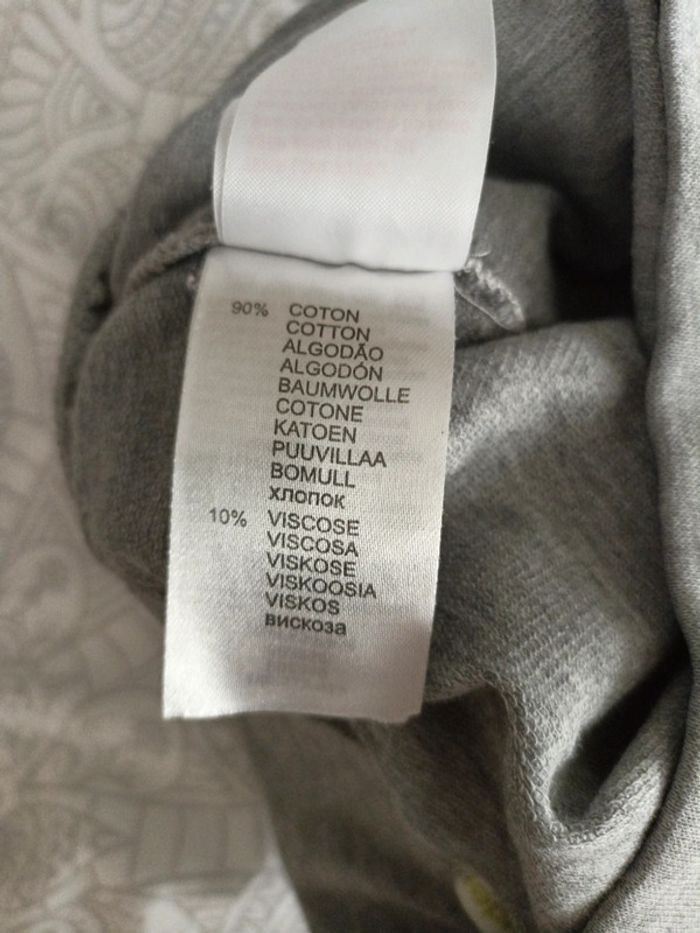 90% COTON
COTTON
ALGODÃO
ALGODÓN
BAUMWOLLE
COTONE
KATOEN
PUUVILLAA
BOMULL
хлопок
10% VISCOSE
VISCOSA
VISKOSE
VISKOOSIA
VISKOS
вискоза